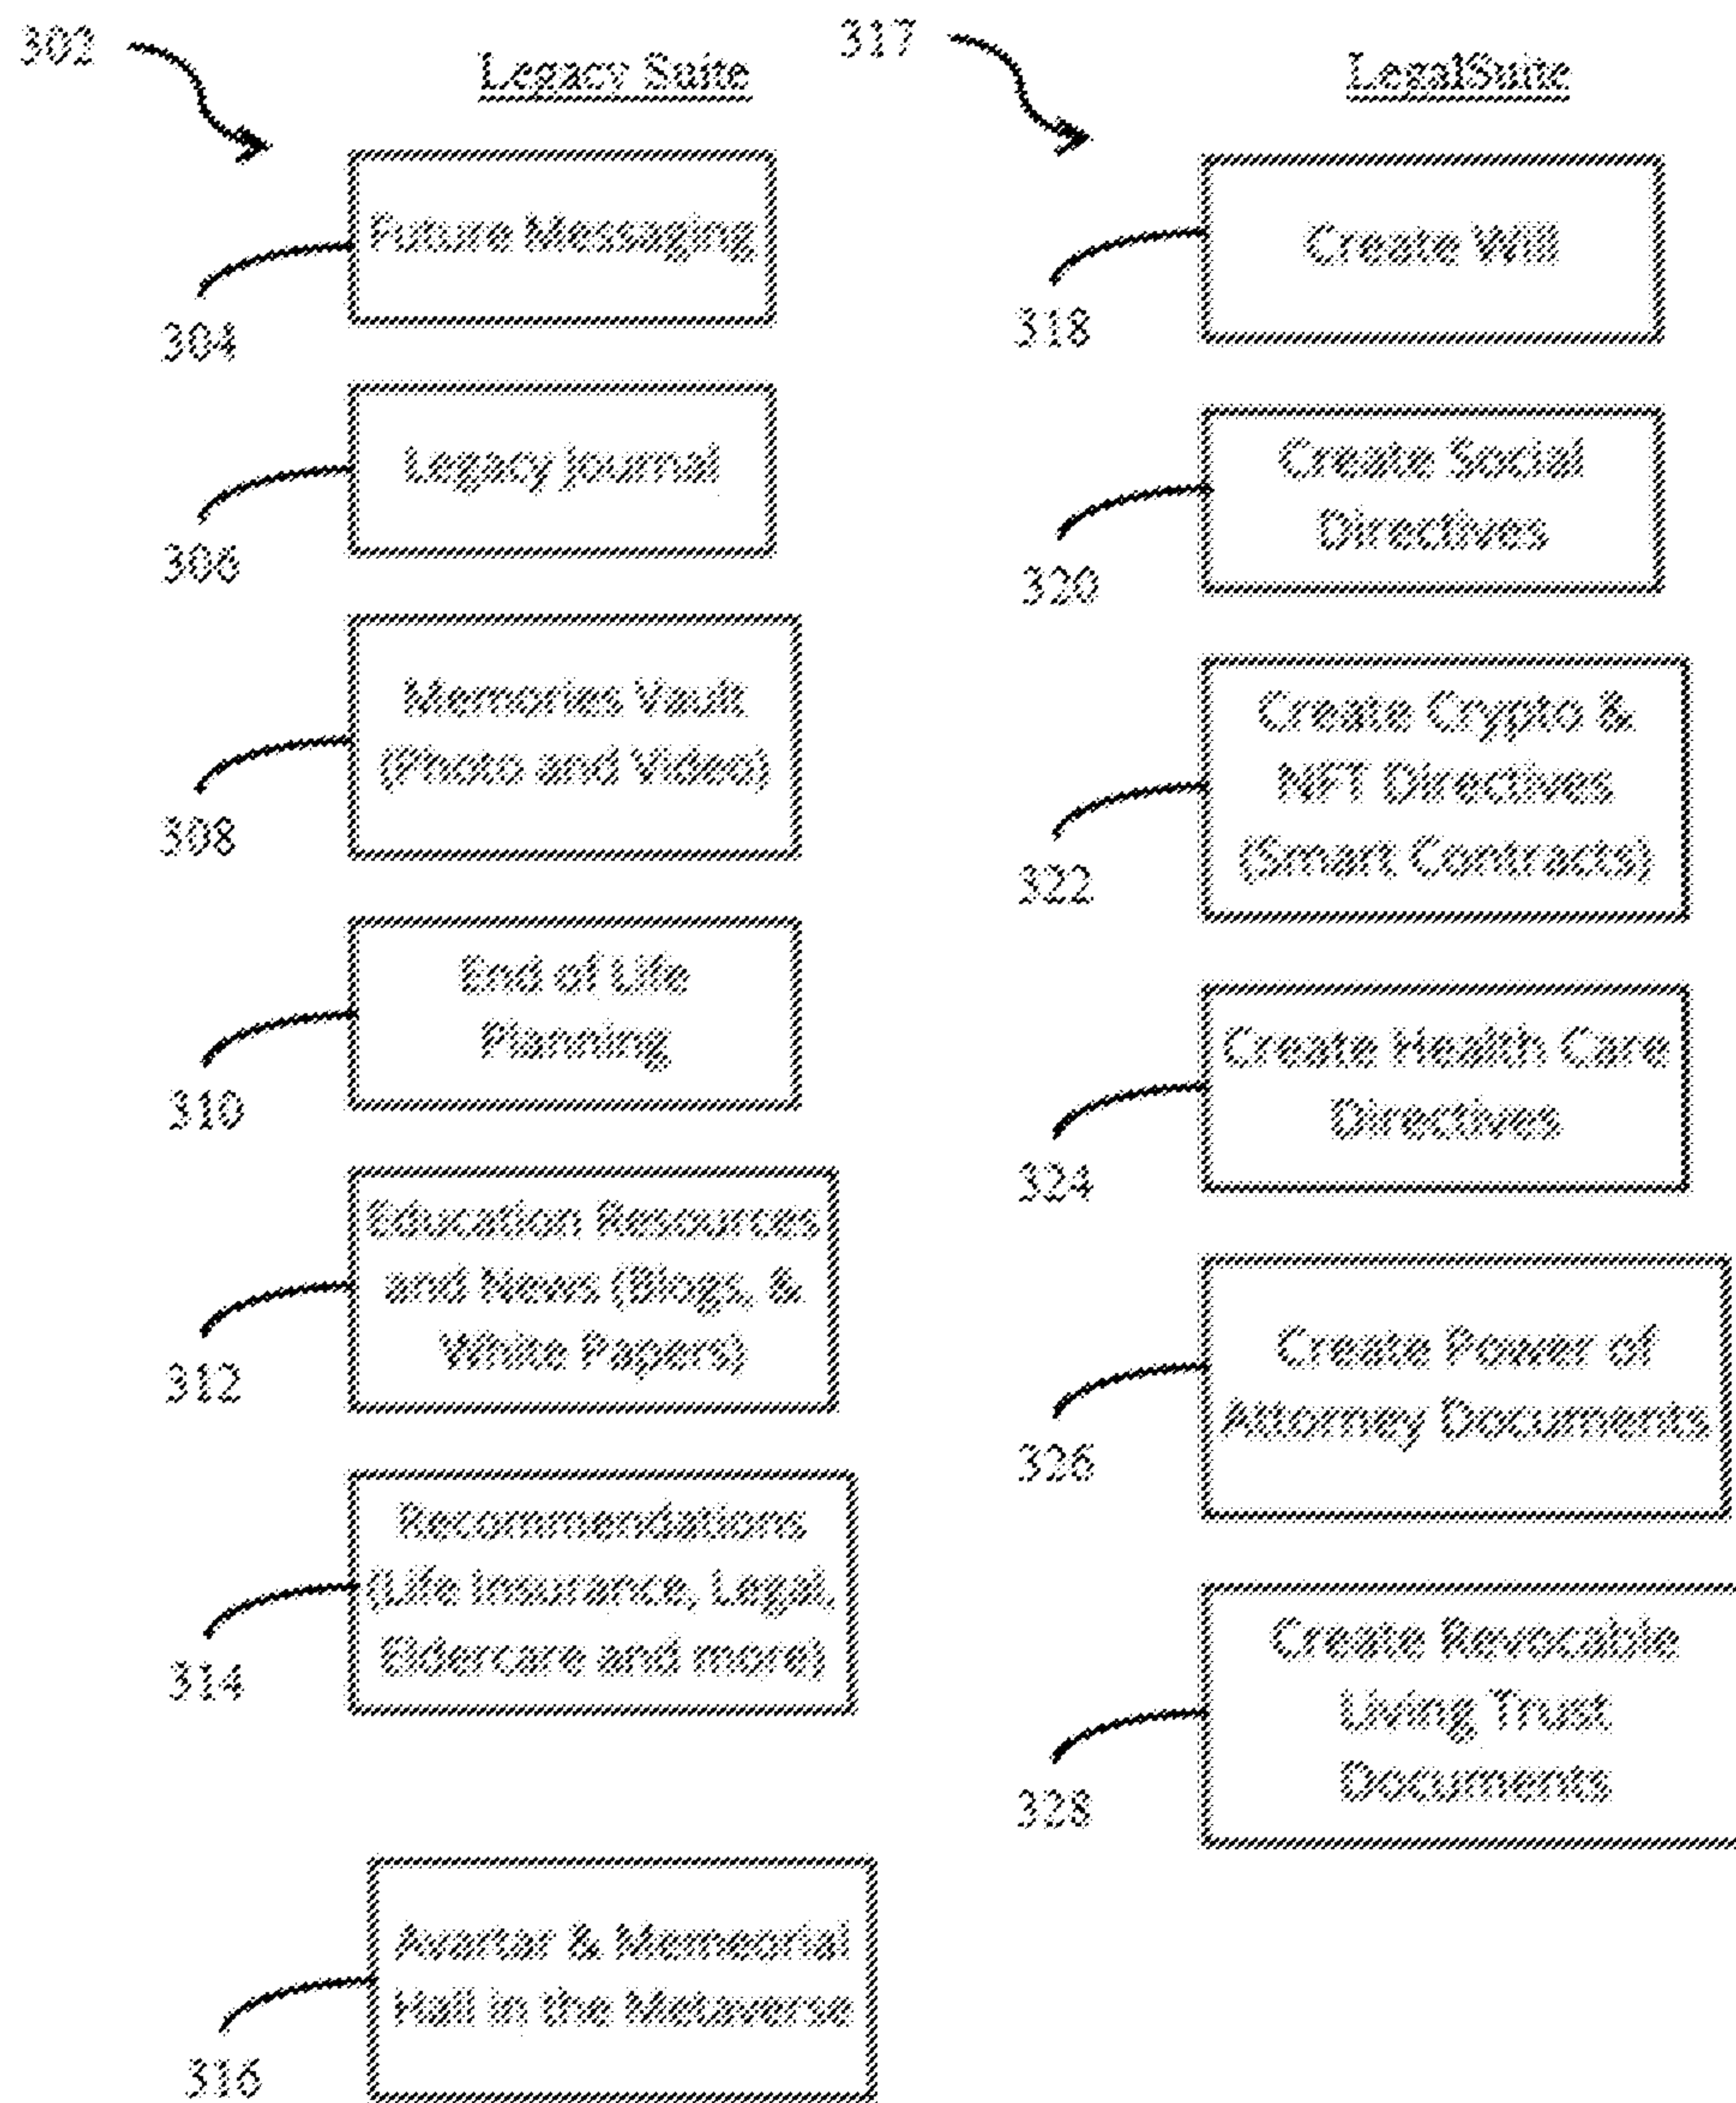 302
Legacy Suite
Future Messaging
304
Legacy Journal
306
Memories Vault
(Photo and Video)
308
End of Life
Planning
310
Education Resources
and News (Blogs, &
White Papers)
312
Recommendations
(Life Insurance, Legal,
Eldercare and more)
314
Avartar & Memeorial
Hall in the Metaverse
316
317
LegalSuite
Create Will
318
Create Social
Directives
320
Create Crypto &
NFT Directives
(Smart Contracts)
322
Create Health Care
Directives
324
Create Power of
Attorney Documents
326
Create Revocable
Living Trust
Documents
328